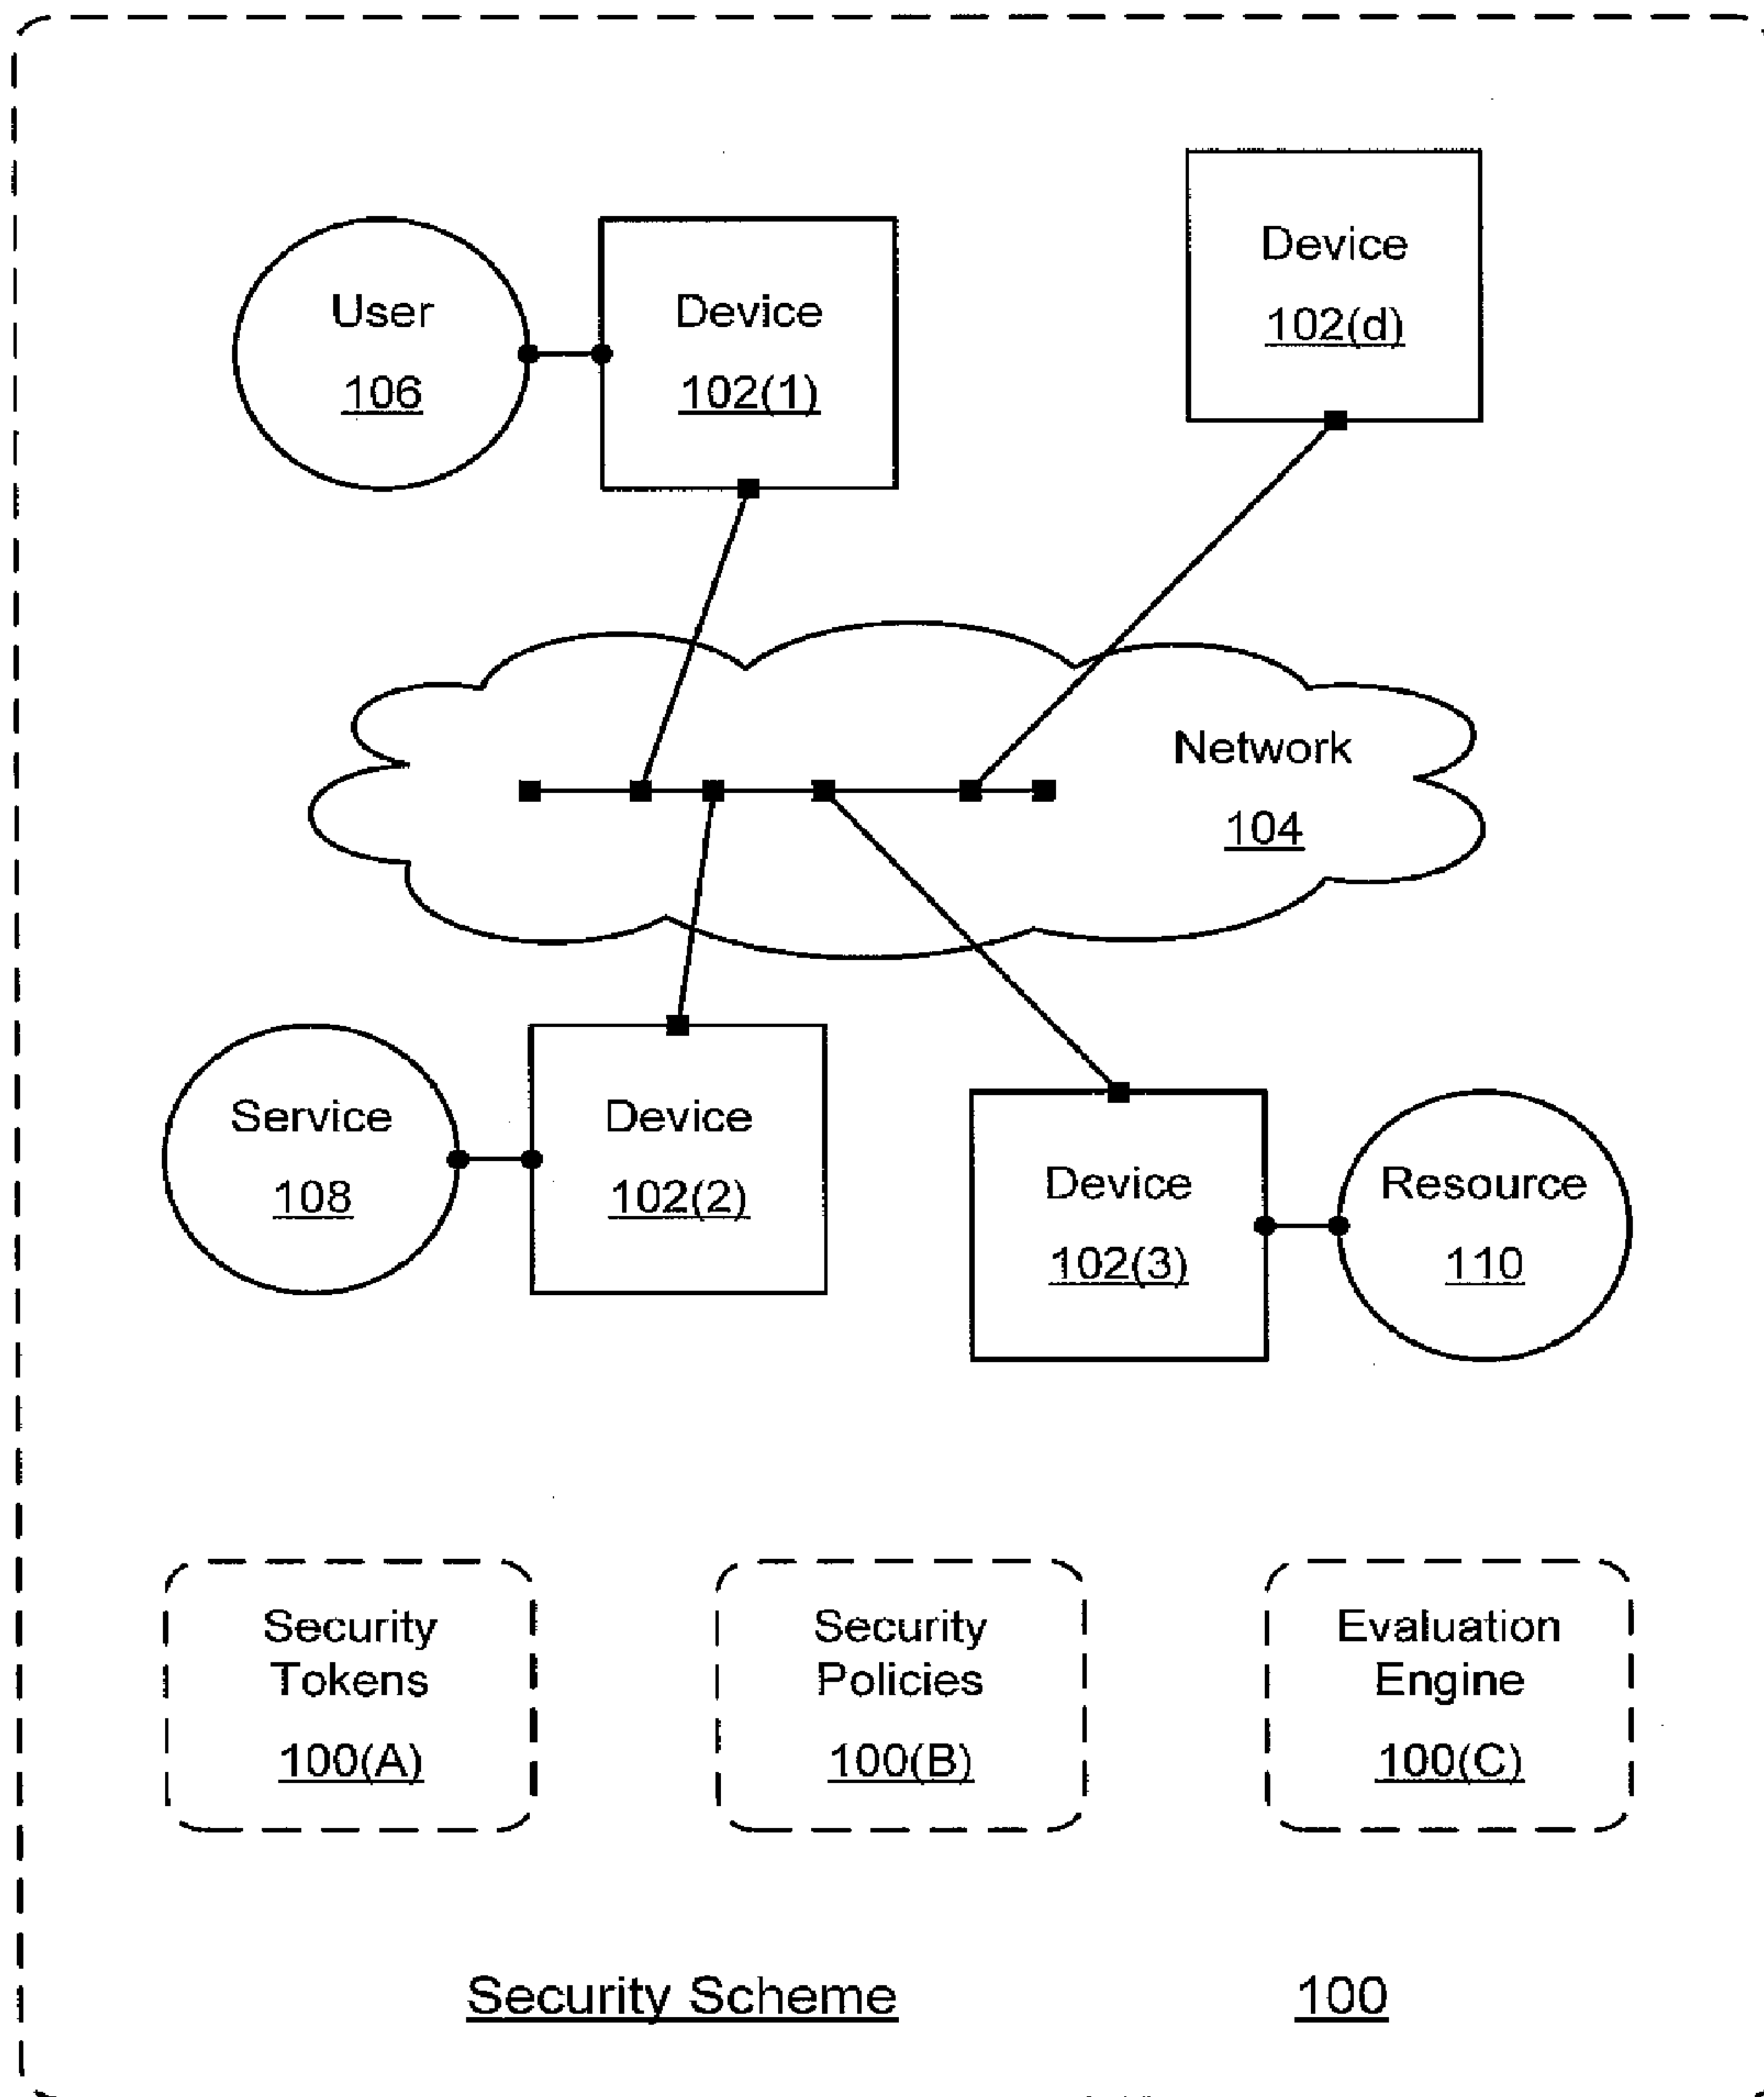 User
106
Device
102(1)
Device
102(d)
Network
104
Service
108
Device
102(2)
Device
102(3)
Resource
110
Security
Tokens
100(A)
Security
Policies
100(B)
Evaluation
Engine
100(C)
Security Scheme 100